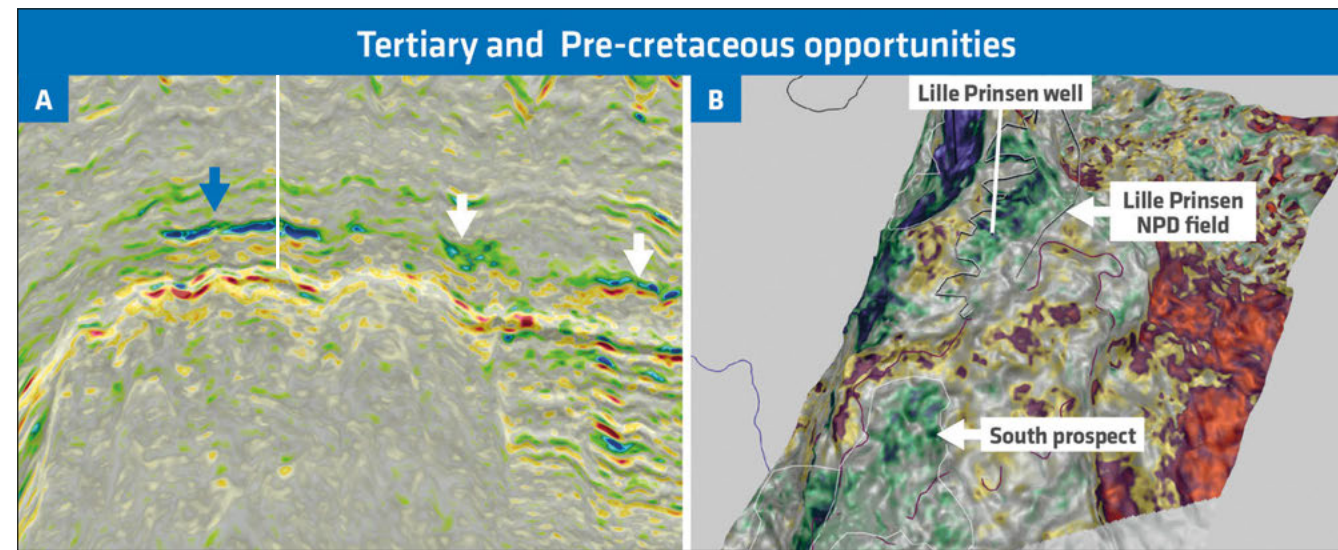 Tertiary and Pre-cretaceous opportunities
A
B
Lille Prinsen well
Lille Prinsen
NPD field
South prospect